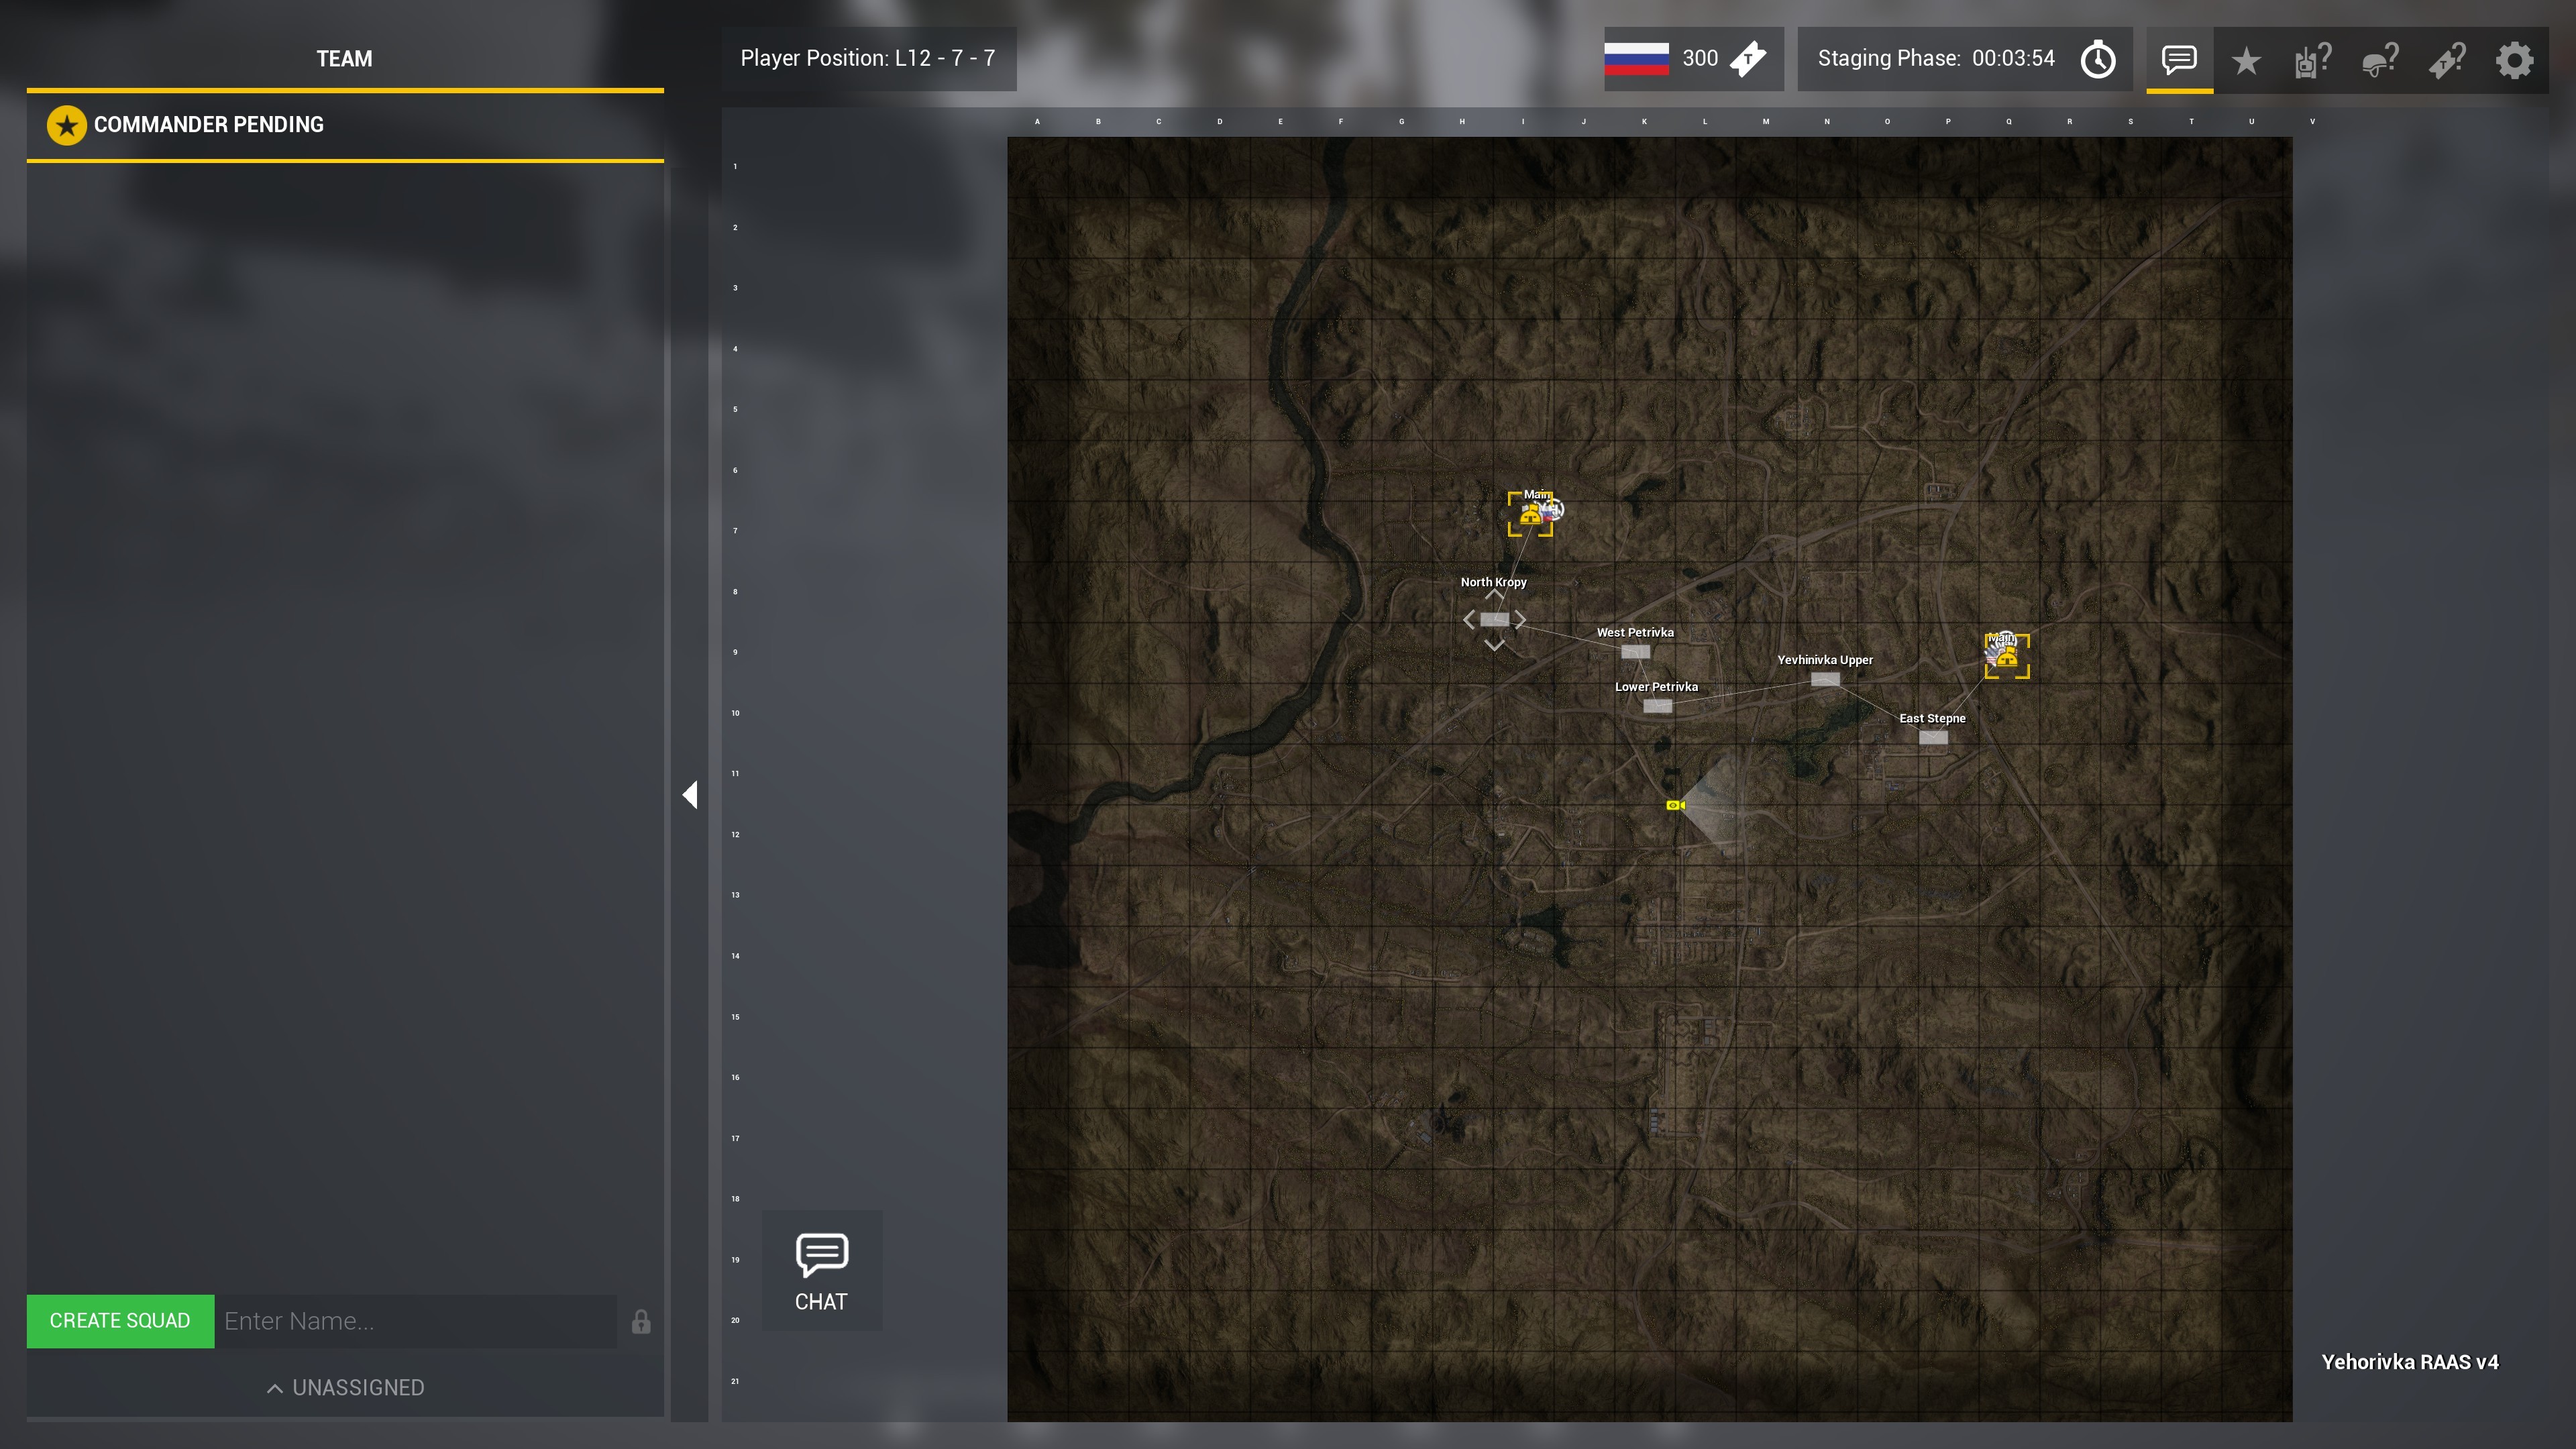 TEAM
Player Position: L12 - 7 - 7
300
T
Staging Phase: 00:03:54
COMMANDER PENDING
A B C D E F G H I J K L M N O P Q R S T U V
1
2
3
4
5
6
Main
7
North Kropy
8
West Petrivka
Main
9
Yevhinivka Upper
Lower Petrivka
10
East Stepne
11
12
13
14
15
16
17
18
19
CHAT
20
CREATE SQUAD Enter Name...
Yehorivka RAAS v4
21
UNASSIGNED